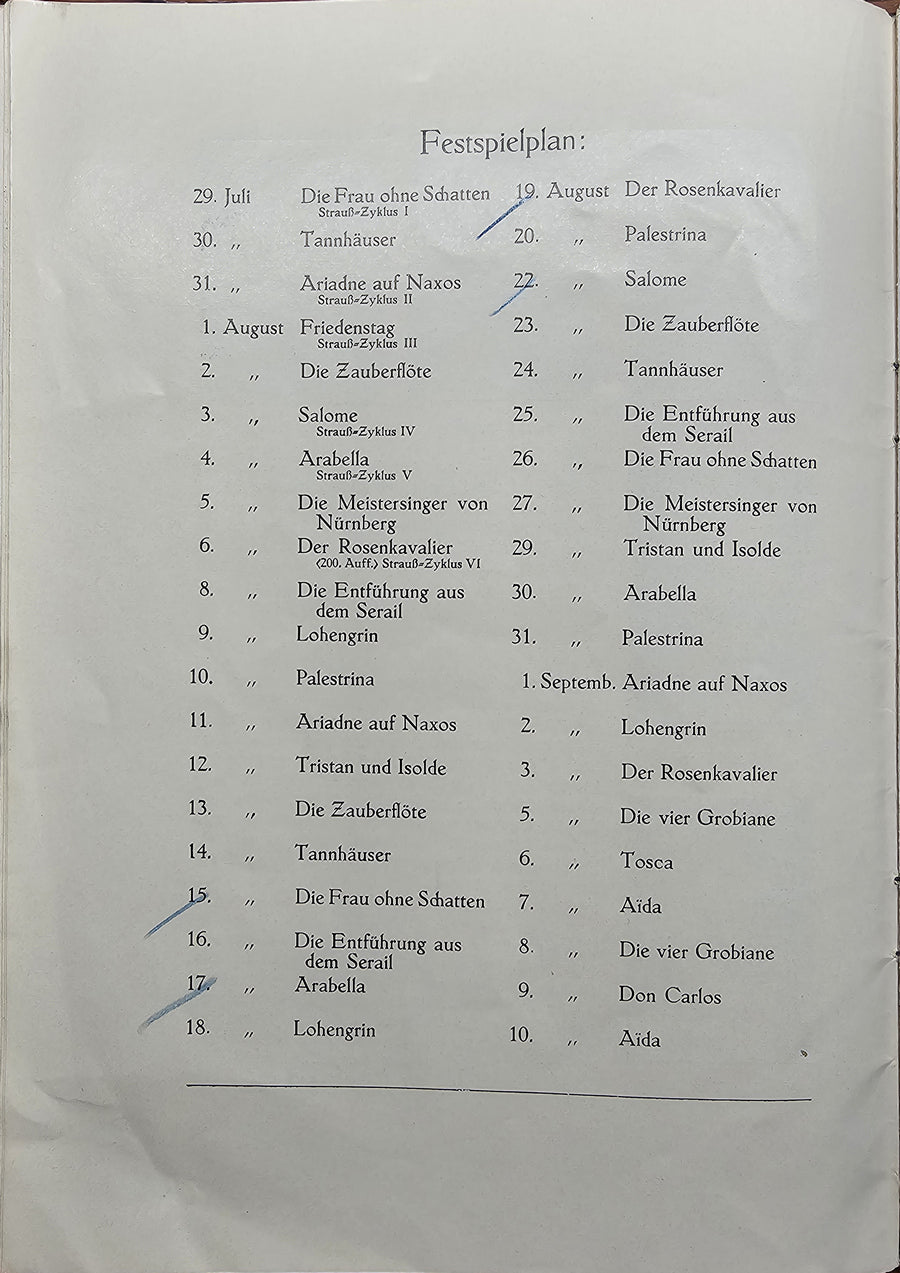 Festspielplan:
29. Juli Die Frau ohne Schatten
Strauß=Zyklus I
30. „ Tannhäuser
31. „ Ariadne auf Naxos
Strauß=Zyklus II
1. August Friedenstag
Strauß=Zyklus III
2. „ Die Zauberflöte
3. „ Salome
Strauß=Zyklus IV
4. „ Arabella
Strauß=Zyklus V
5. „ Die Meistersinger von
Nürnberg
6. „ Der Rosenkavalier
(200. Auff.) Strauß=Zyklus VI
8. „ Die Entführung aus
dem Serail
9. „ Lohengrin
10. „ Palestrina
11. „ Ariadne auf Naxos
12. „ Tristan und Isolde
13. „ Die Zauberflöte
14. „ Tannhäuser
15. „ Die Frau ohne Schatten
16. „ Die Entführung aus
dem Serail
17. „ Arabella
18. „ Lohengrin
19. August Der Rosenkavalier
20. „ Palestrina
22. „ Salome
23. „ Die Zauberflöte
24. „ Tannhäuser
25. „ Die Entführung aus
dem Serail
26. „ Die Frau ohne Schatten
27. „ Die Meistersinger von
Nürnberg
29. „ Tristan und Isolde
30. „ Arabella
31. „ Palestrina
1. Septemb. Ariadne auf Naxos
2. „ Lohengrin
3. „ Der Rosenkavalier
5. „ Die vier Grobiane
6. „ Tosca
7. „ Aïda
8. „ Die vier Grobiane
9. „ Don Carlos
10. „ Aïda